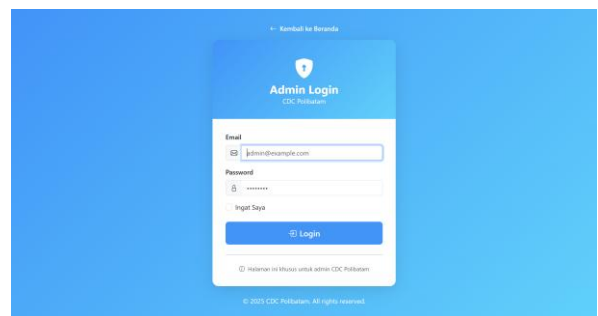 ← Kembali ke Beranda
Admin Login
CDC Polibatam
Email
admin@example.com
Password
••••••••
Ingat Saya
Login
Halaman ini khusus untuk admin CDC Polibatam
© 2025 CDC Polibatam. All rights reserved.